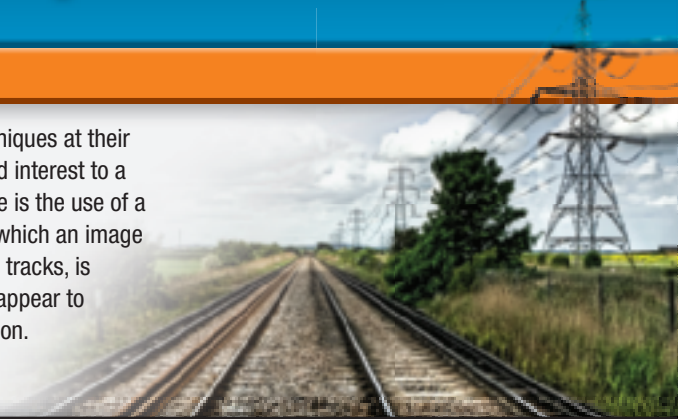 niques at their
d interest to a
e is the use of a
which an image
tracks, is
appear to
on.